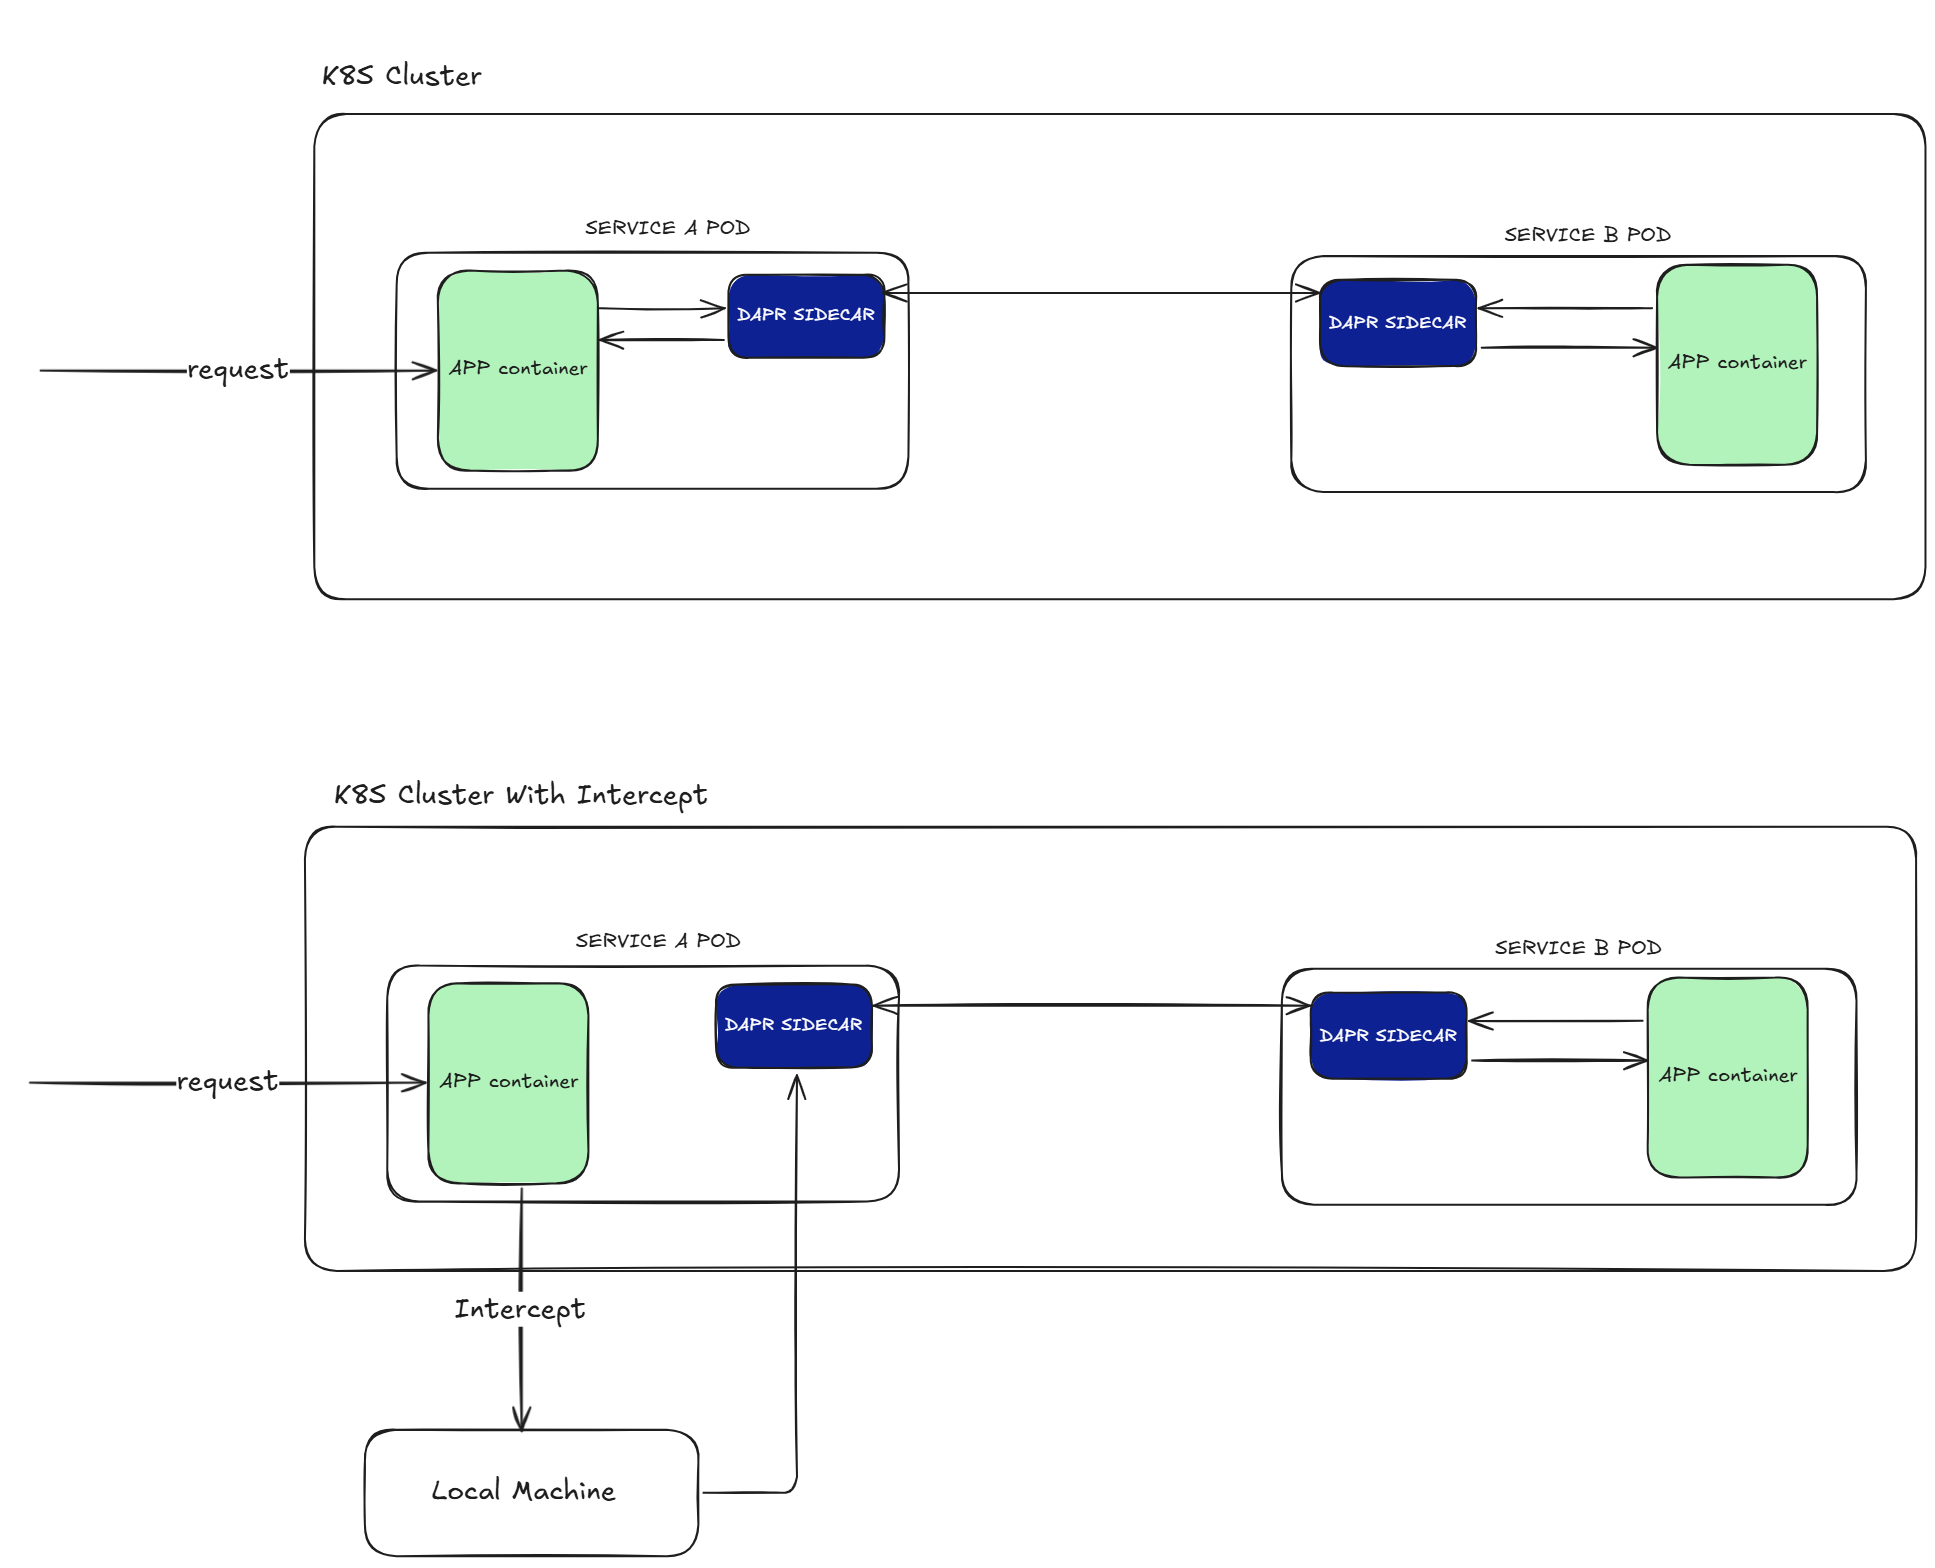 K8S Cluster
SERVICE A POD
SERVICE B POD
DAPR SIDECAR
DAPR SIDECAR
request
APP container
APP container
K8S Cluster With Intercept
SERVICE A POD
SERVICE B POD
DAPR SIDECAR
DAPR SIDECAR
request
APP container
APP container
Intercept
Local Machine